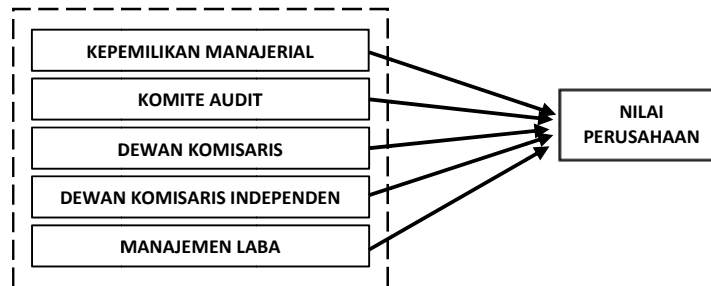 KEPEMILIKAN MANAJERIAL
KOMITE AUDIT
DEWAN KOMISARIS
DEWAN KOMISARIS INDEPENDEN
MANAJEMEN LABA
NILAI
PERUSAHAAN